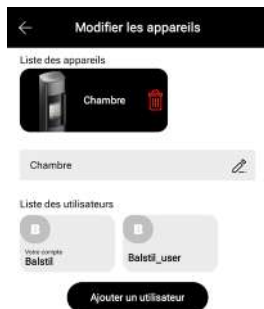 Modifier les appareils
Liste des appareils
Chambre
Chambre
Liste des utilisateurs
B
B
Votre compte
Balstil
Balstil_user
Ajouter un utilisateur